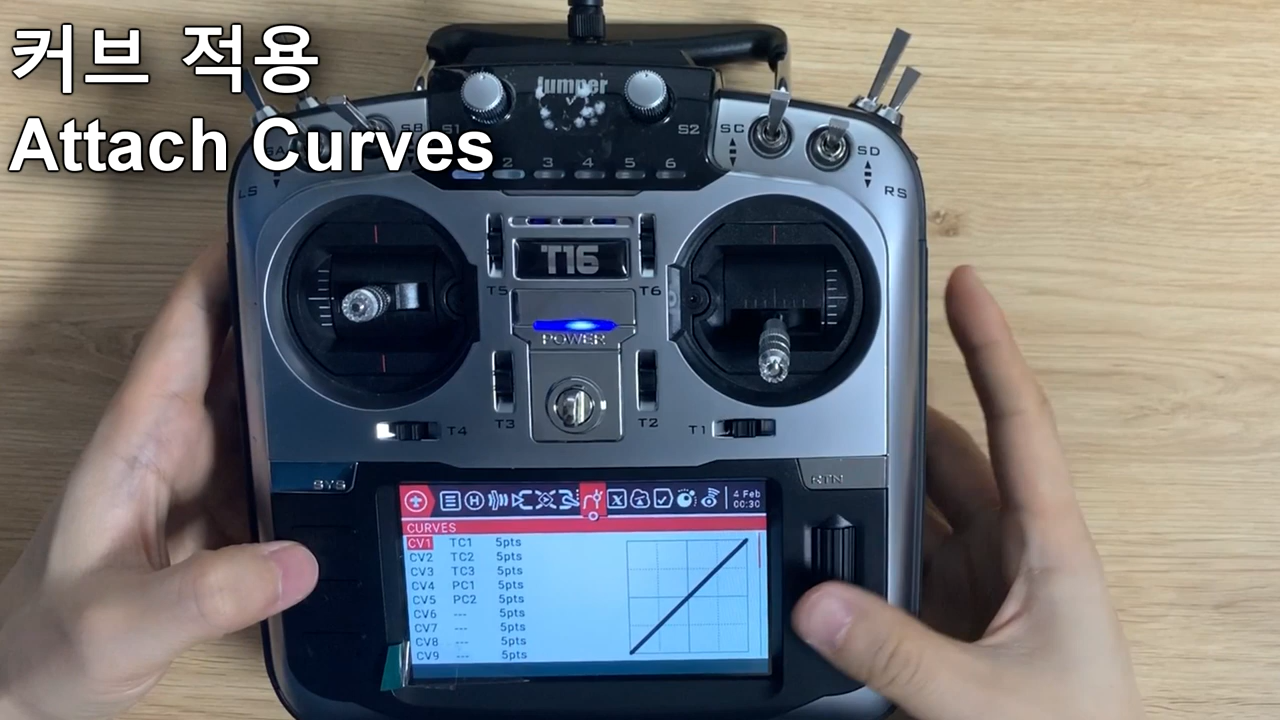 커브 적용
Attach Curves
Jumper
S1
S2
SA
SB
SC
SD
LS
RS
2 3 4 5 6
T16
T5
T6
POWER
T4
T3
T2
T1
SYS
RTN
4 Feb
00:30
CURVES
CV1 TC1 5pts
CV2 TC2 5pts
CV3 TC3 5pts
CV4 PC1 5pts
CV5 PC2 5pts
CV6 --- 5pts
CV7 --- 5pts
CV8 --- 5pts
CV9 --- 5pts